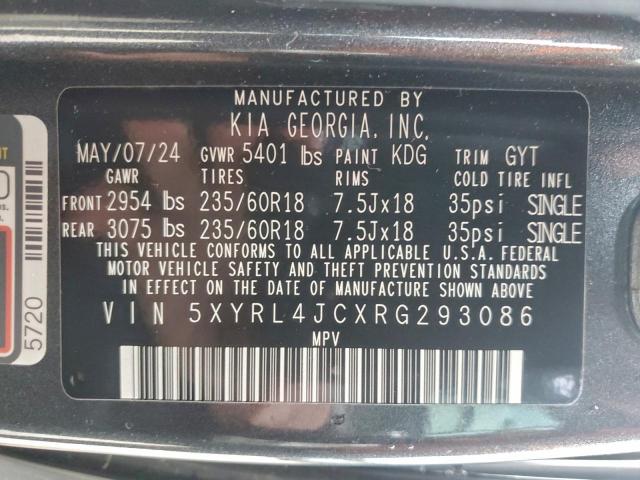 MANUFACTURED BY
KIA GEORGIA, INC.
MAY/07/24 GVWR 5401 lbs PAINT KDG TRIM GYT
GAWR TIRES RIMS COLD TIRE INFL
FRONT 2954 lbs 235/60R18 7.5Jx18 35psi SINGLE
REAR 3075 lbs 235/60R18 7.5Jx18 35psi SINGLE
THIS VEHICLE CONFORMS TO ALL APPLICABLE U.S.A. FEDERAL
MOTOR VEHICLE SAFETY AND THEFT PREVENTION STANDARDS
IN EFFECT ON THE DATE OF MANUFACTURE SHOWN ABOVE
VIN 5XYRL4JCXRG293086
MPV
5720